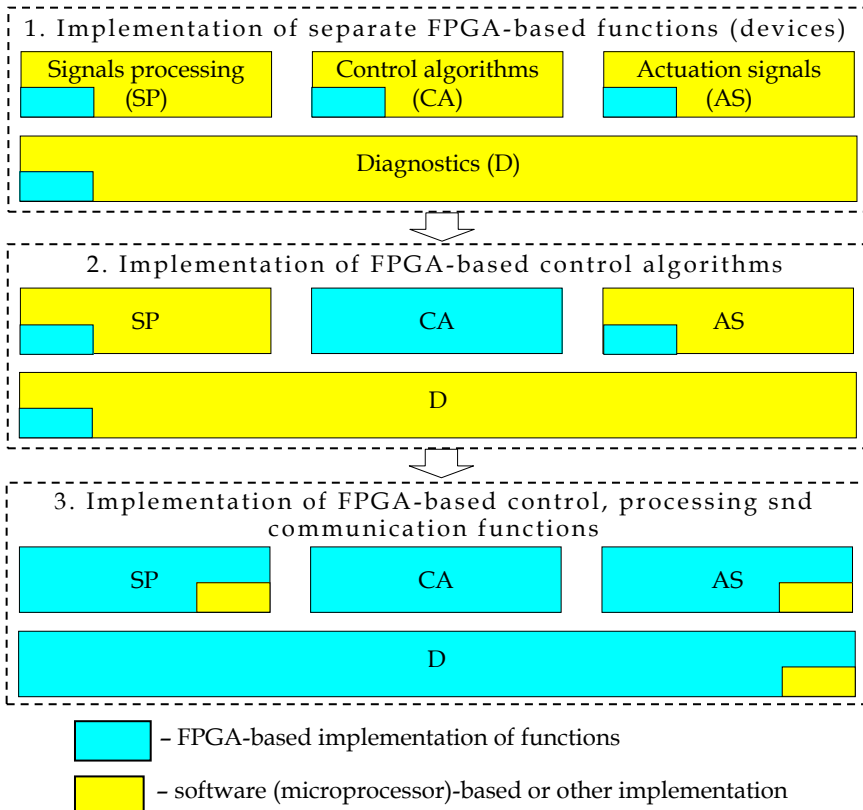 1. Implementation of separate FPGA-based functions (devices)
Signals processing
(SP)
Control algorithms
(CA)
Actuation signals
(AS)
Diagnostics (D)
2. Implementation of FPGA-based control algorithms
SP
CA
AS
D
3. Implementation of FPGA-based control, processing snd
communication functions
SP
CA
AS
D
– FPGA-based implementation of functions
– software (microprocessor)-based or other implementation